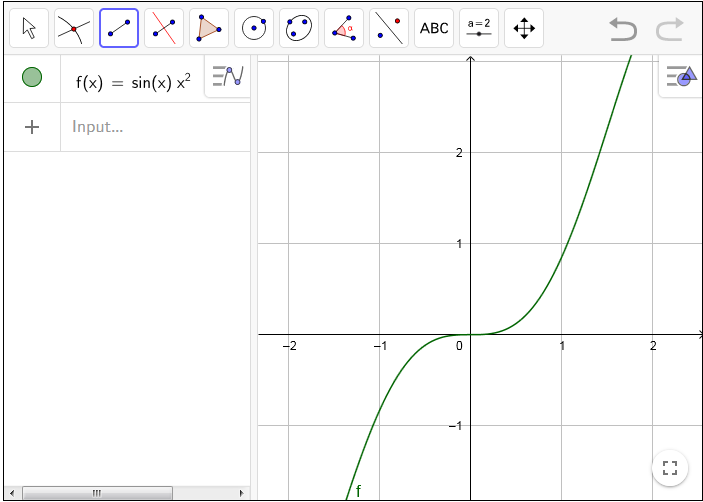 ABC
a = 2
α
f(x) = sin(x) x²
Input...
2
1
−2
−1
0
1
2
−1
f